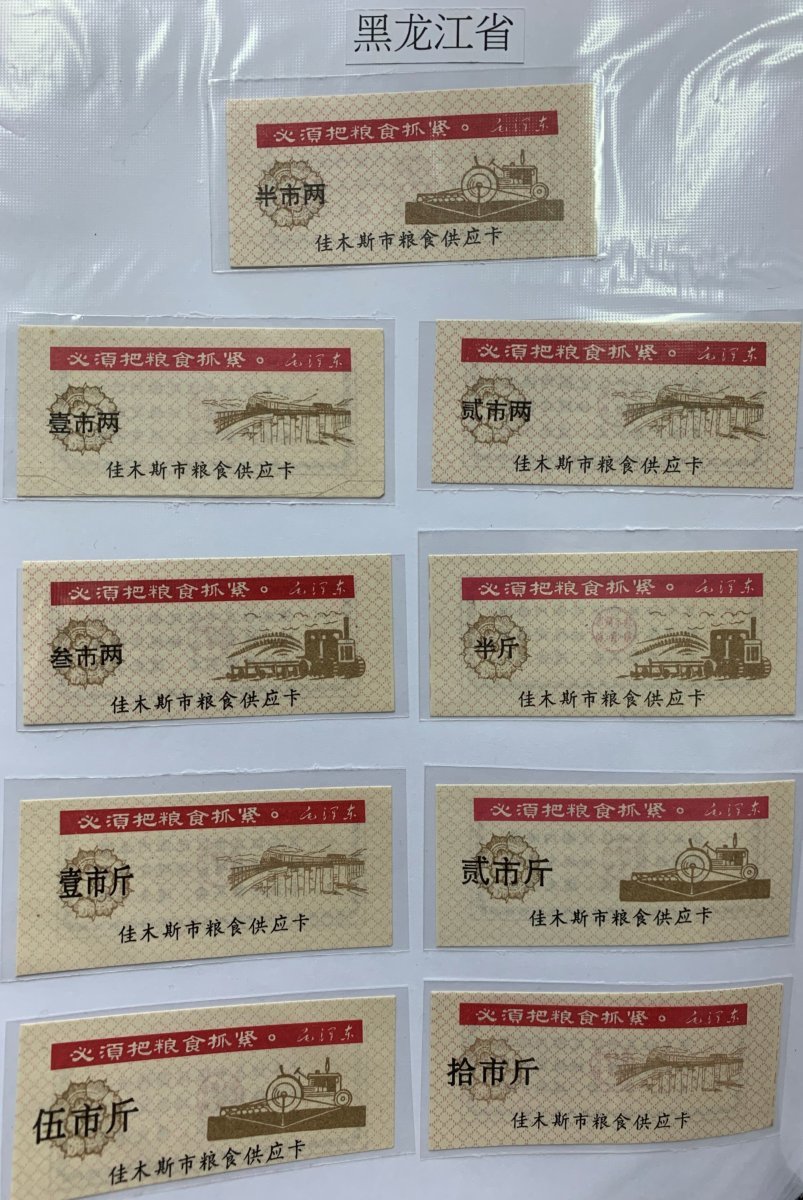 黑龙江省
必须把粮食抓紧。 毛泽东
半市两
佳木斯市粮食供应卡
必须把粮食抓紧。 毛泽东
壹市两
佳木斯市粮食供应卡
必须把粮食抓紧。 毛泽东
贰市两
佳木斯市粮食供应卡
必须把粮食抓紧。 毛泽东
叁市两
佳木斯市粮食供应卡
必须把粮食抓紧。 毛泽东
半斤
佳木斯市粮食供应卡
必须把粮食抓紧。 毛泽东
壹市斤
佳木斯市粮食供应卡
必须把粮食抓紧。 毛泽东
贰市斤
佳木斯市粮食供应卡
必须把粮食抓紧。 毛泽东
伍市斤
佳木斯市粮食供应卡
必须把粮食抓紧。 毛泽东
拾市斤
佳木斯市粮食供应卡